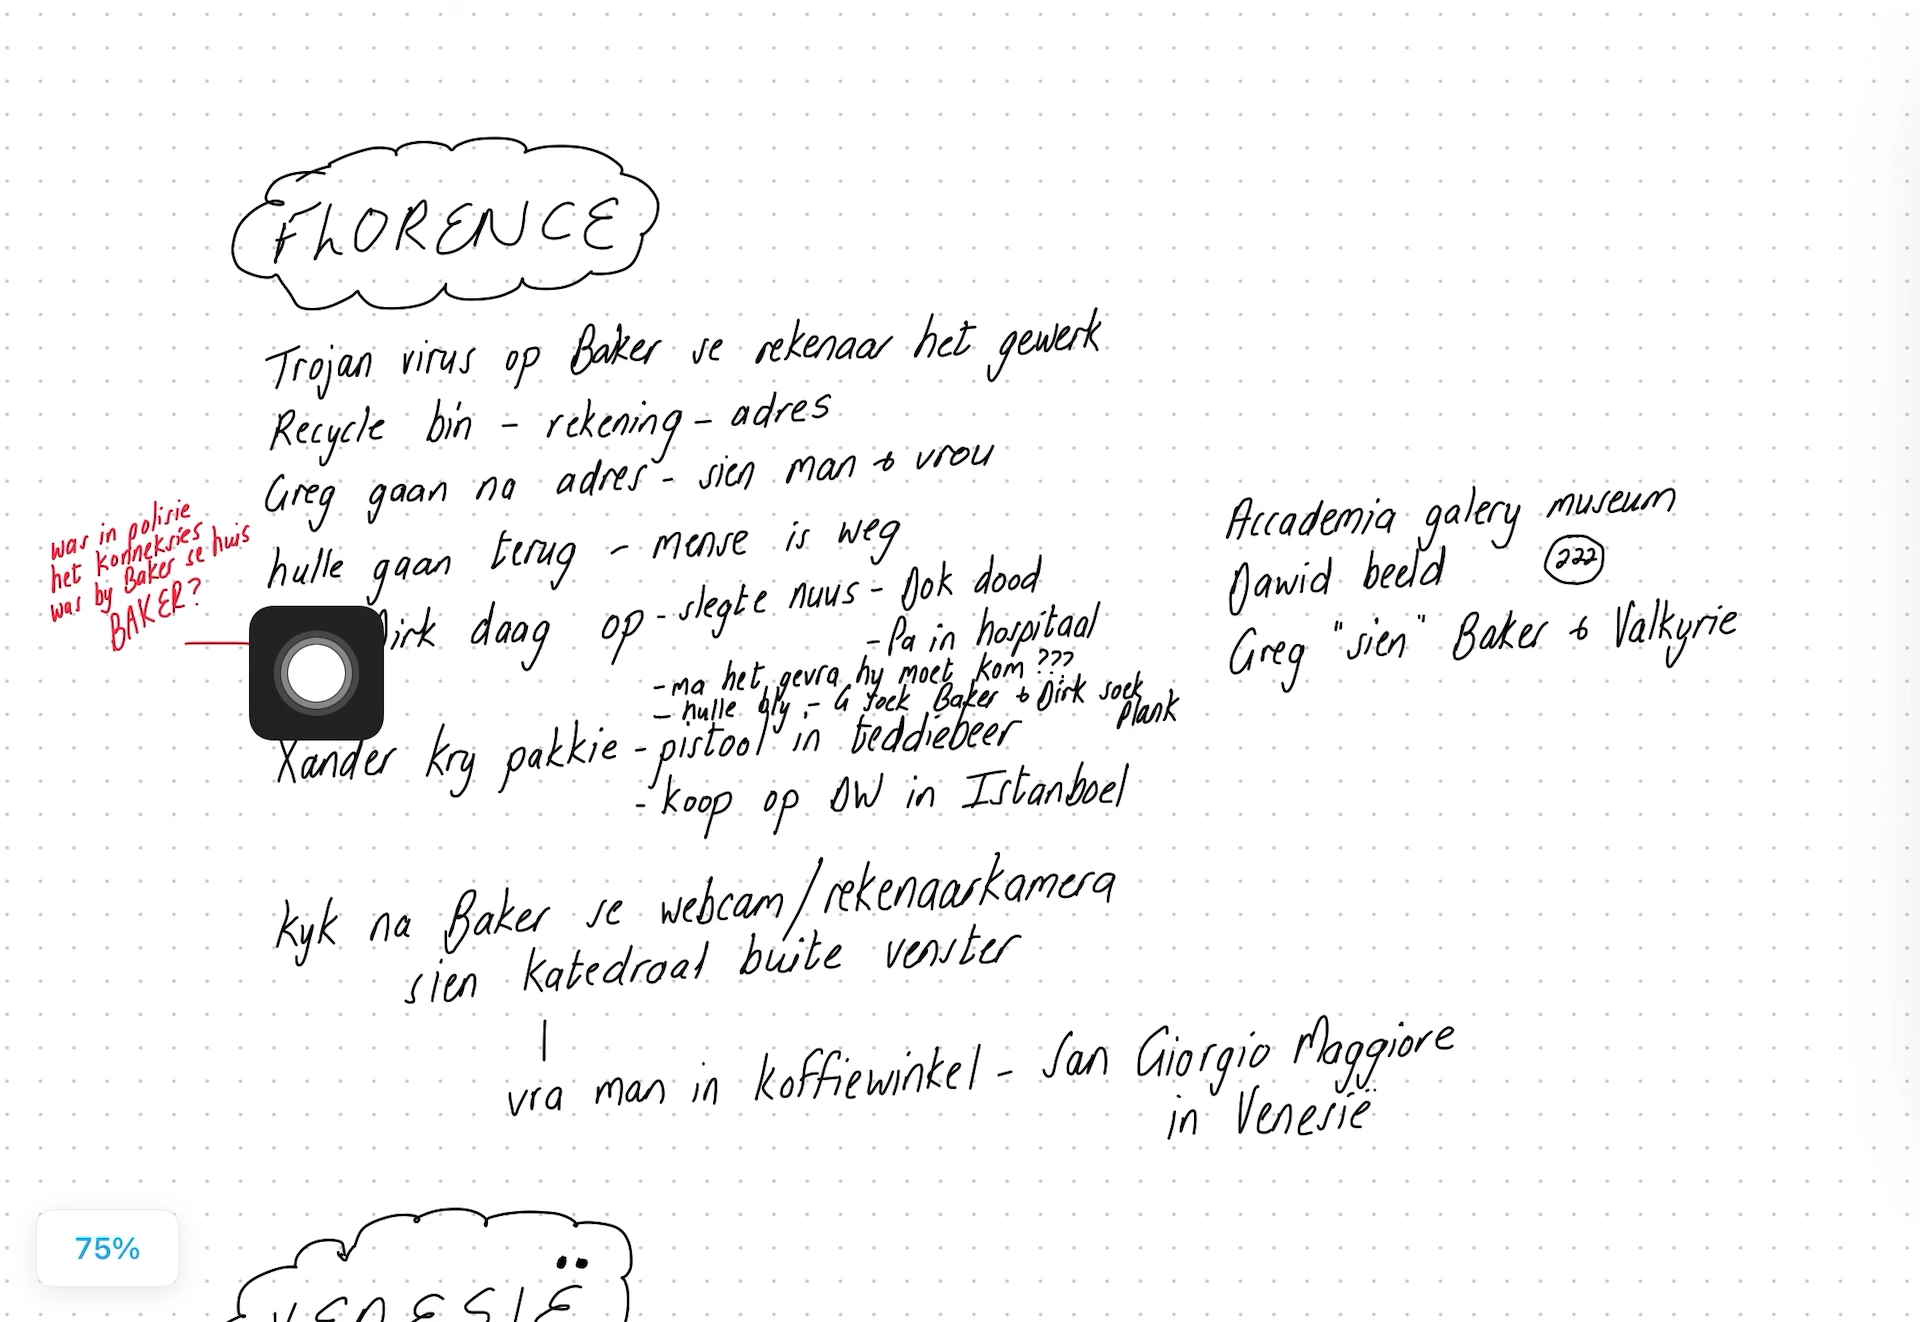 FLORENCE
Trojan virus op Baker se rekenaar het gewerk
Recycle bin - rekening - adres
Greg gaan na adres - sien man & vrou
hulle gaan terug - mense is weg
Dirk daag op - slegte nuus - Dok dood
- Pa in hospitaal
- ma het gevra hy moet kom ???
- hulle bly - G soek Baker & Dirk soek
plank
Xander kry pakkie - pistool in teddiebeer
- koop op DW in Istanboel
kyk na Baker se webcam/rekenaarkamera
sien katedraal buite venster
vra man in koffiewinkel - San Giorgio Maggiore
in Venesië
was in polisie
het konneksies
was by Baker se huis
BAKER?
Accademia galery museum
Dawid beeld
222
Greg "sien" Baker & Valkyrie
75%
VENESIË